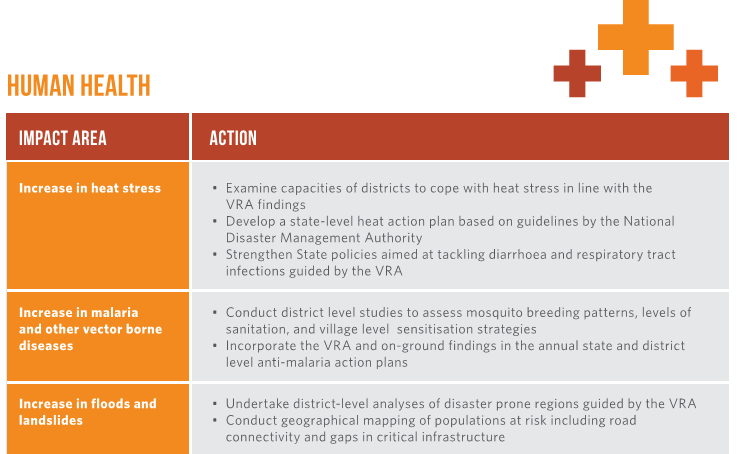 HUMAN HEALTH
IMPACT AREA
ACTION
Increase in heat stress
• Examine capacities of districts to cope with heat stress in line with the
VRA findings
• Develop a state-level heat action plan based on guidelines by the National
Disaster Management Authority
• Strengthen State policies aimed at tackling diarrhoea and respiratory tract
infections guided by the VRA
Increase in malaria
and other vector borne
diseases
• Conduct district level studies to assess mosquito breeding patterns, levels of
sanitation, and village level sensitisation strategies
• Incorporate the VRA and on-ground findings in the annual state and district
level anti-malaria action plans
Increase in floods and
landslides
• Undertake district-level analyses of disaster prone regions guided by the VRA
• Conduct geographical mapping of populations at risk including road
connectivity and gaps in critical infrastructure